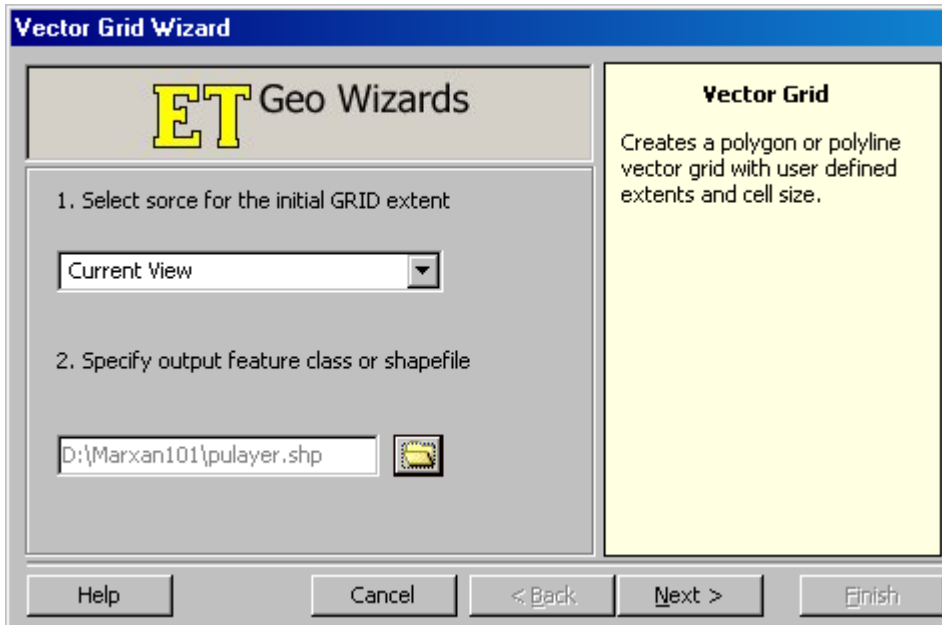 Vector Grid Wizard
ET Geo Wizards
1. Select sorce for the initial GRID extent
Current View
2. Specify output feature class or shapefile
D:\Marxan101\pulayer.shp
Vector Grid
Creates a polygon or polyline
vector grid with user defined
extents and cell size.
Help
Cancel
< Back
Next >
Finish